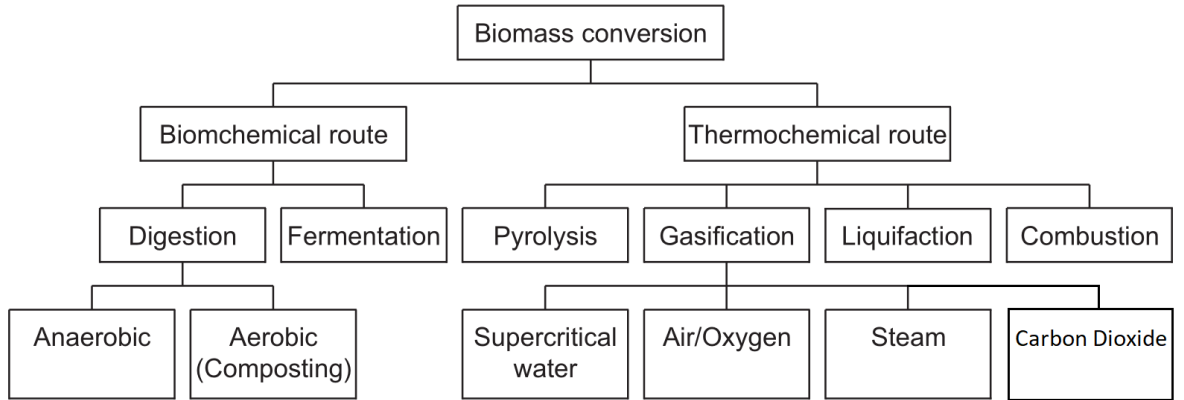 Biomass conversion
Biomchemical route
Thermochemical route
Digestion
Fermentation
Pyrolysis
Gasification
Liquifaction
Combustion
Anaerobic
Aerobic
(Composting)
Supercritical
water
Air/Oxygen
Steam
Carbon Dioxide